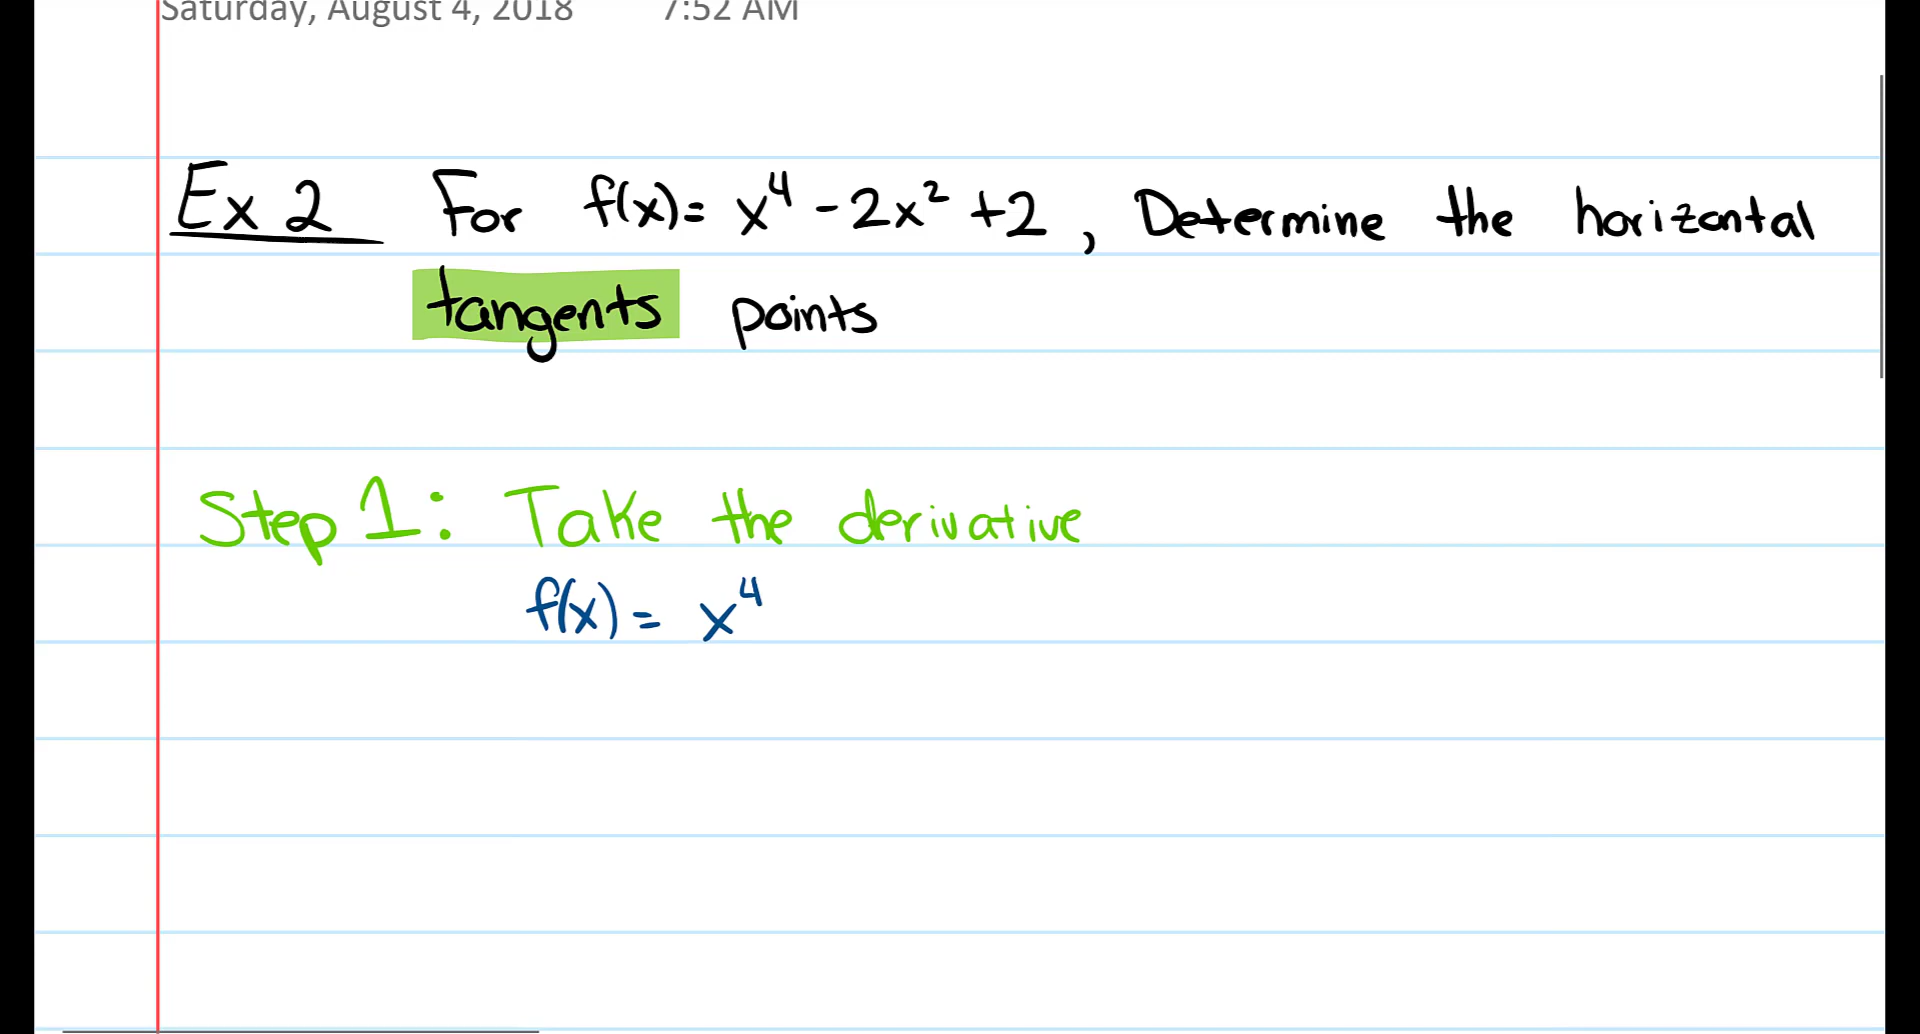 Saturday, August 4, 2018 7:52 AM
Ex 2 For f(x)= x⁴ -2x² +2, Determine the horizontal
tangents points
Step 1: Take the derivative
f(x)= x⁴